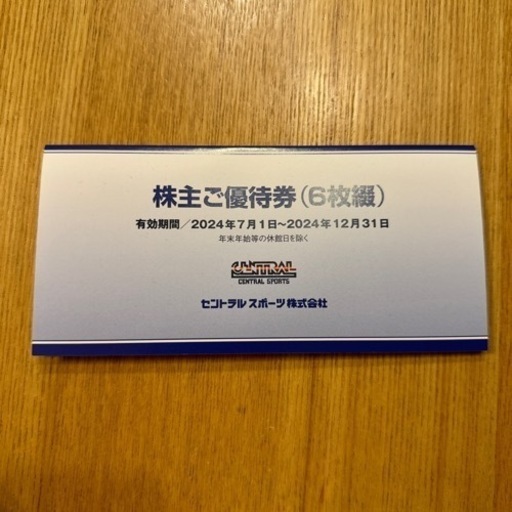 株主ご優待券(6枚綴)
有効期間／2024年7月1日〜2024年12月31日
年末年始等の休館日を除く
CENTRAL
CENTRAL SPORTS
セントラルスポーツ株式会社